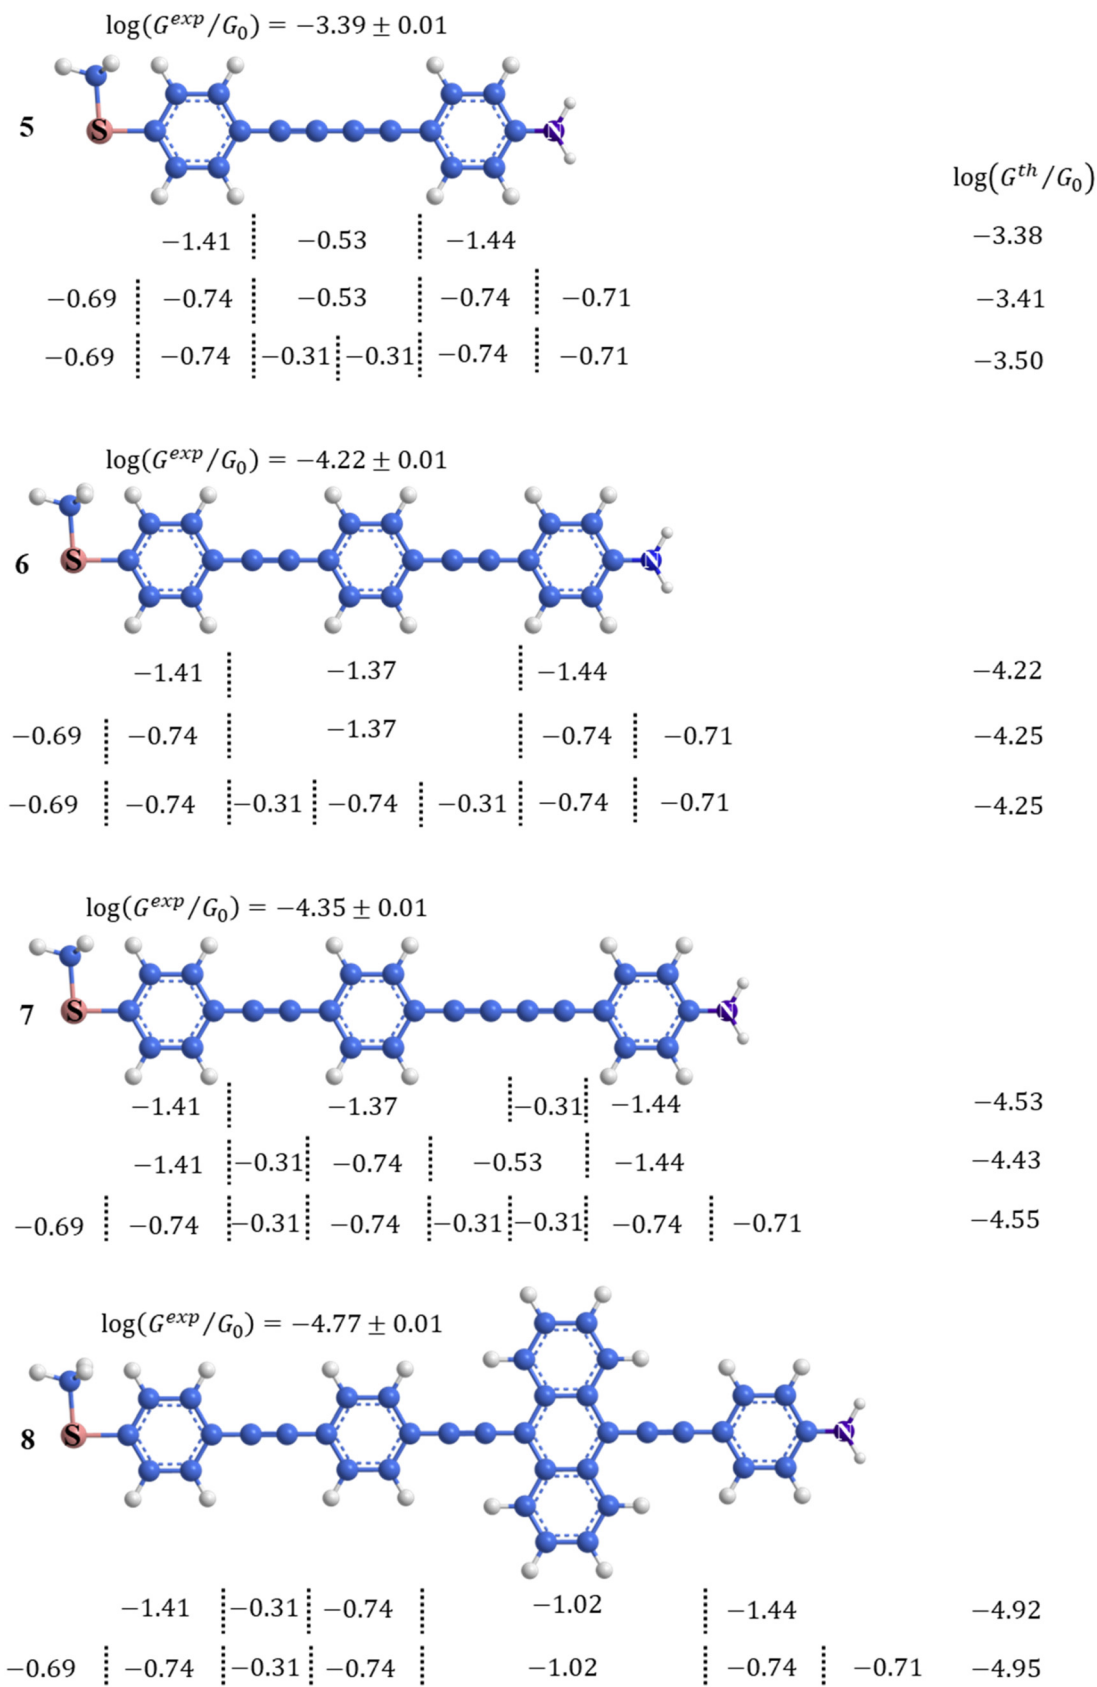 log(G^exp/G₀) = −3.39 ± 0.01
5 S N
log(G^th/G₀)
−1.41 −0.53 −1.44 −3.38
−0.69 −0.74 −0.53 −0.74 −0.71 −3.41
−0.69 −0.74 −0.31 −0.31 −0.74 −0.71 −3.50
log(G^exp/G₀) = −4.22 ± 0.01
6 S N
−1.41 −1.37 −1.44 −4.22
−0.69 −0.74 −1.37 −0.74 −0.71 −4.25
−0.69 −0.74 −0.31 −0.74 −0.31 −0.74 −0.71 −4.25
log(G^exp/G₀) = −4.35 ± 0.01
7 S N
−1.41 −1.37 −0.31 −1.44 −4.53
−1.41 −0.31 −0.74 −0.53 −1.44 −4.43
−0.69 −0.74 −0.31 −0.74 −0.31 −0.31 −0.74 −0.71 −4.55
log(G^exp/G₀) = −4.77 ± 0.01
8 S N
−1.41 −0.31 −0.74 −1.02 −1.44 −4.92
−0.69 −0.74 −0.31 −0.74 −1.02 −0.74 −0.71 −4.95